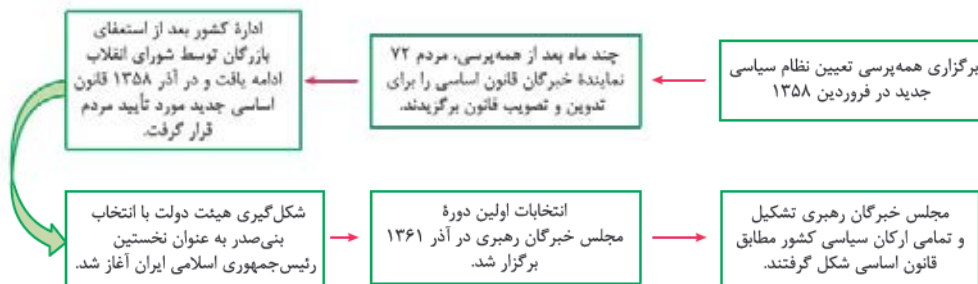 برگزاری همه‌پرسی تعیین نظام سیاسی
جدید در فروردین ۱۳۵۸
چند ماه بعد از همه‌پرسی، مردم ۷۲
نمایندهٔ خبرگان قانون اساسی را برای
تدوین و تصویب قانون برگزیدند.
ادارهٔ کشور بعد از استعفای
بازرگان توسط شورای انقلاب
ادامه یافت و در آذر ۱۳۵۸ قانون
اساسی جدید مورد تأیید مردم
قرار گرفت.
شکل‌گیری هیئت دولت با انتخاب
بنی‌صدر به عنوان نخستین
رئیس‌جمهوری اسلامی ایران آغاز شد.
انتخابات اولین دورهٔ
مجلس خبرگان رهبری در آذر ۱۳۶۱
برگزار شد.
مجلس خبرگان رهبری تشکیل
و تمامی ارکان سیاسی کشور مطابق
قانون اساسی شکل گرفتند.